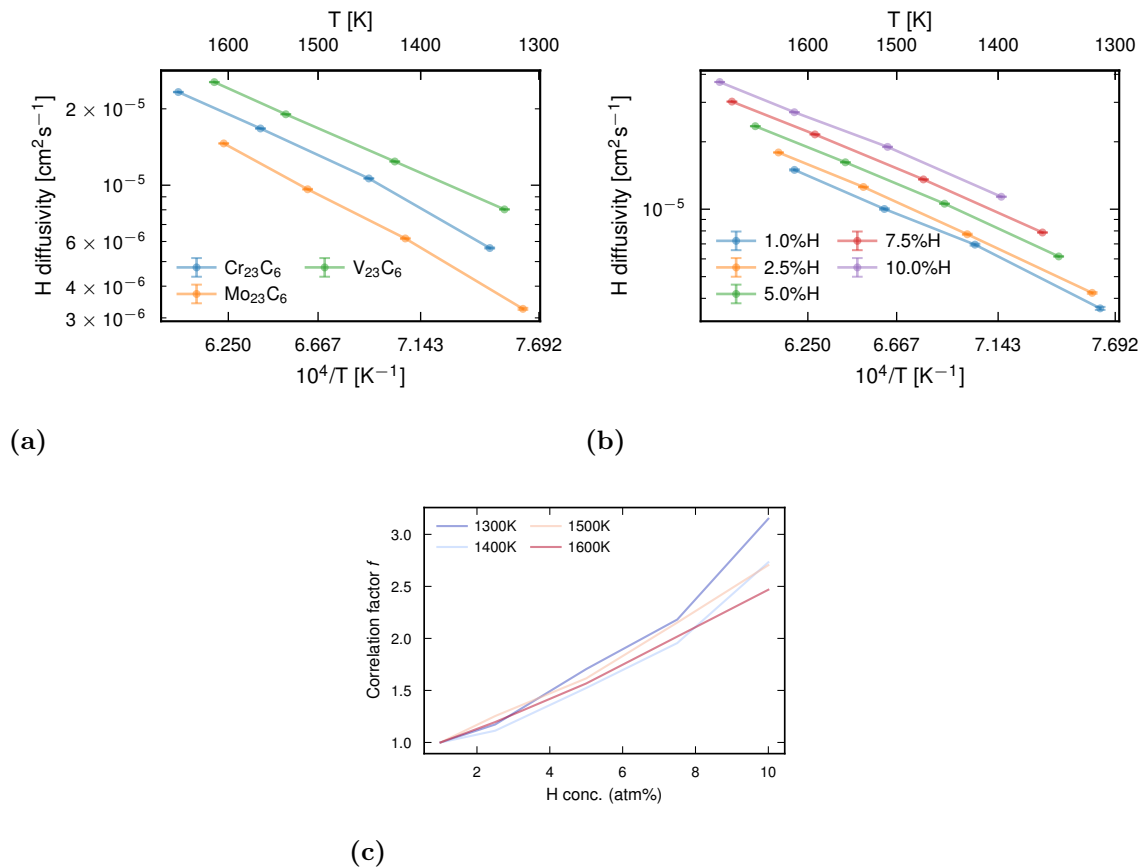 T [K]
1600 1500 1400 1300
H diffusivity [cm² s⁻¹]
2 × 10⁻⁵
10⁻⁵
6 × 10⁻⁶
4 × 10⁻⁶
3 × 10⁻⁶
Cr₂₃C₆ V₂₃C₆
Mo₂₃C₆
6.250 6.667 7.143 7.692
10⁴/T [K⁻¹]
(a)
T [K]
1600 1500 1400 1300
H diffusivity [cm² s⁻¹]
10⁻⁵
1.0%H 7.5%H
2.5%H 10.0%H
5.0%H
6.250 6.667 7.143 7.692
10⁴/T [K⁻¹]
(b)
Correlation factor f
3.0
2.5
2.0
1.5
1.0
1300K 1500K
1400K 1600K
2 4 6 8 10
H conc. (atm%)
(c)